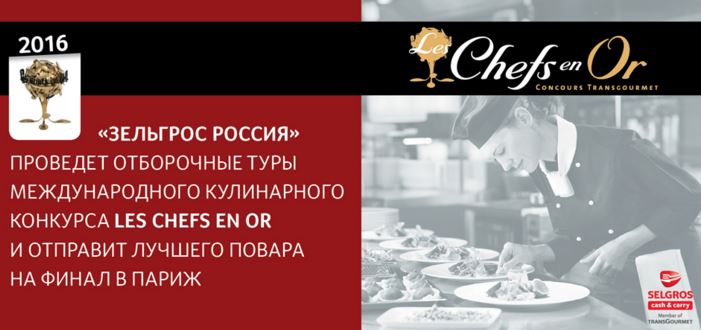 2016
Les Chefs en Or
CONCOURS TRANSGOURMET
«ЗЕЛЬГРОС РОССИЯ»
ПРОВЕДЕТ ОТБОРОЧНЫЕ ТУРЫ
МЕЖДУНАРОДНОГО КУЛИНАРНОГО
КОНКУРСА LES CHEFS EN OR
И ОТПРАВИТ ЛУЧШЕГО ПОВАРА
НА ФИНАЛ В ПАРИЖ
SELGROS
cash & carry
Member of
TRANSGOURMET